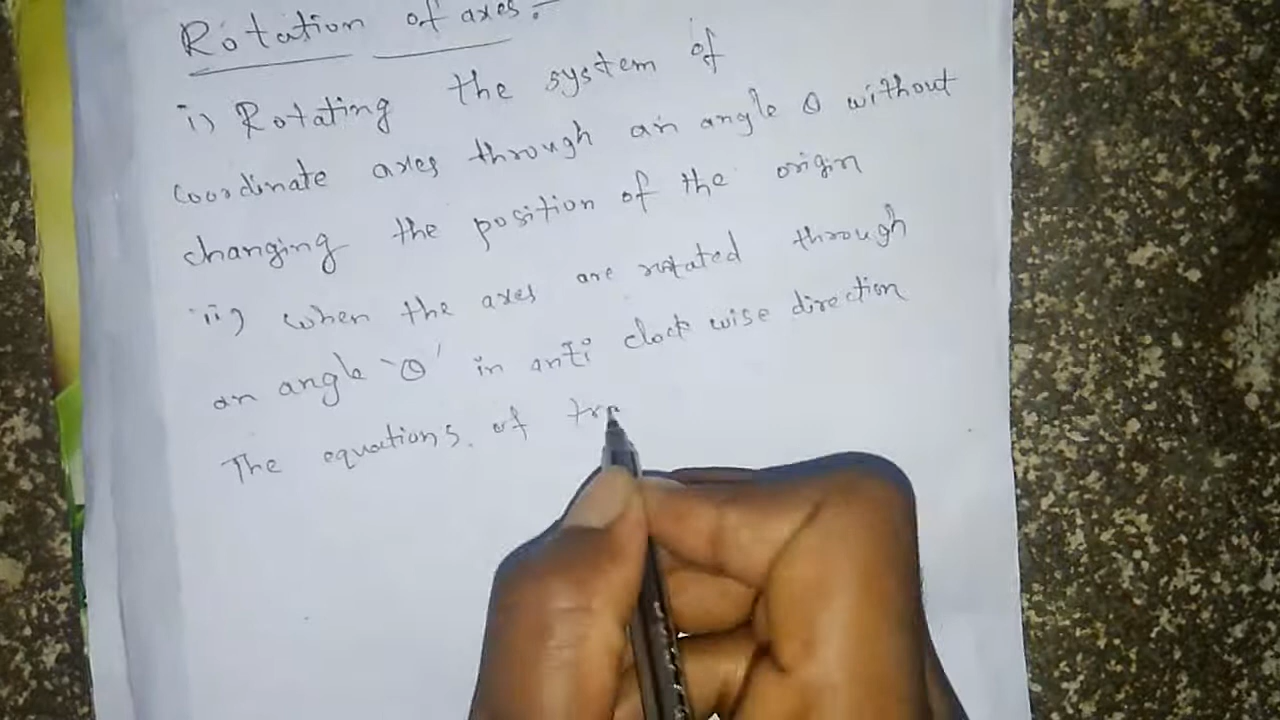 Rotation of axes:-
i) Rotating the system of
Coordinate axes through an angle θ without
changing the position of the origin
ii) when the axes are rotated through
an angle 'θ' in anti clock wise direction
The equations of tra